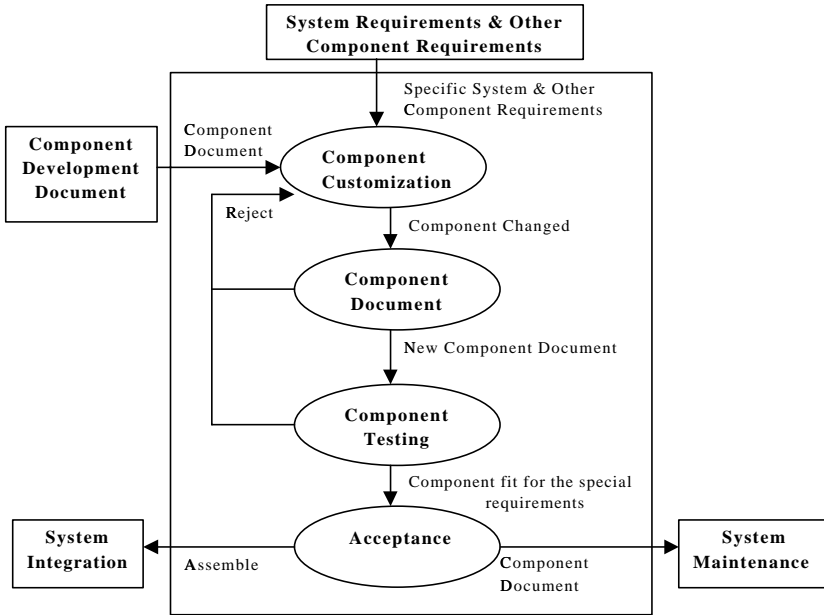 System Requirements & Other
Component Requirements
Specific System & Other
Component Requirements
Component
Development
Document
Component
Document
Component
Customization
Reject
Component Changed
Component
Document
New Component Document
Component
Testing
Component fit for the special
requirements
System
Integration
Assemble
Acceptance
Component
Document
System
Maintenance